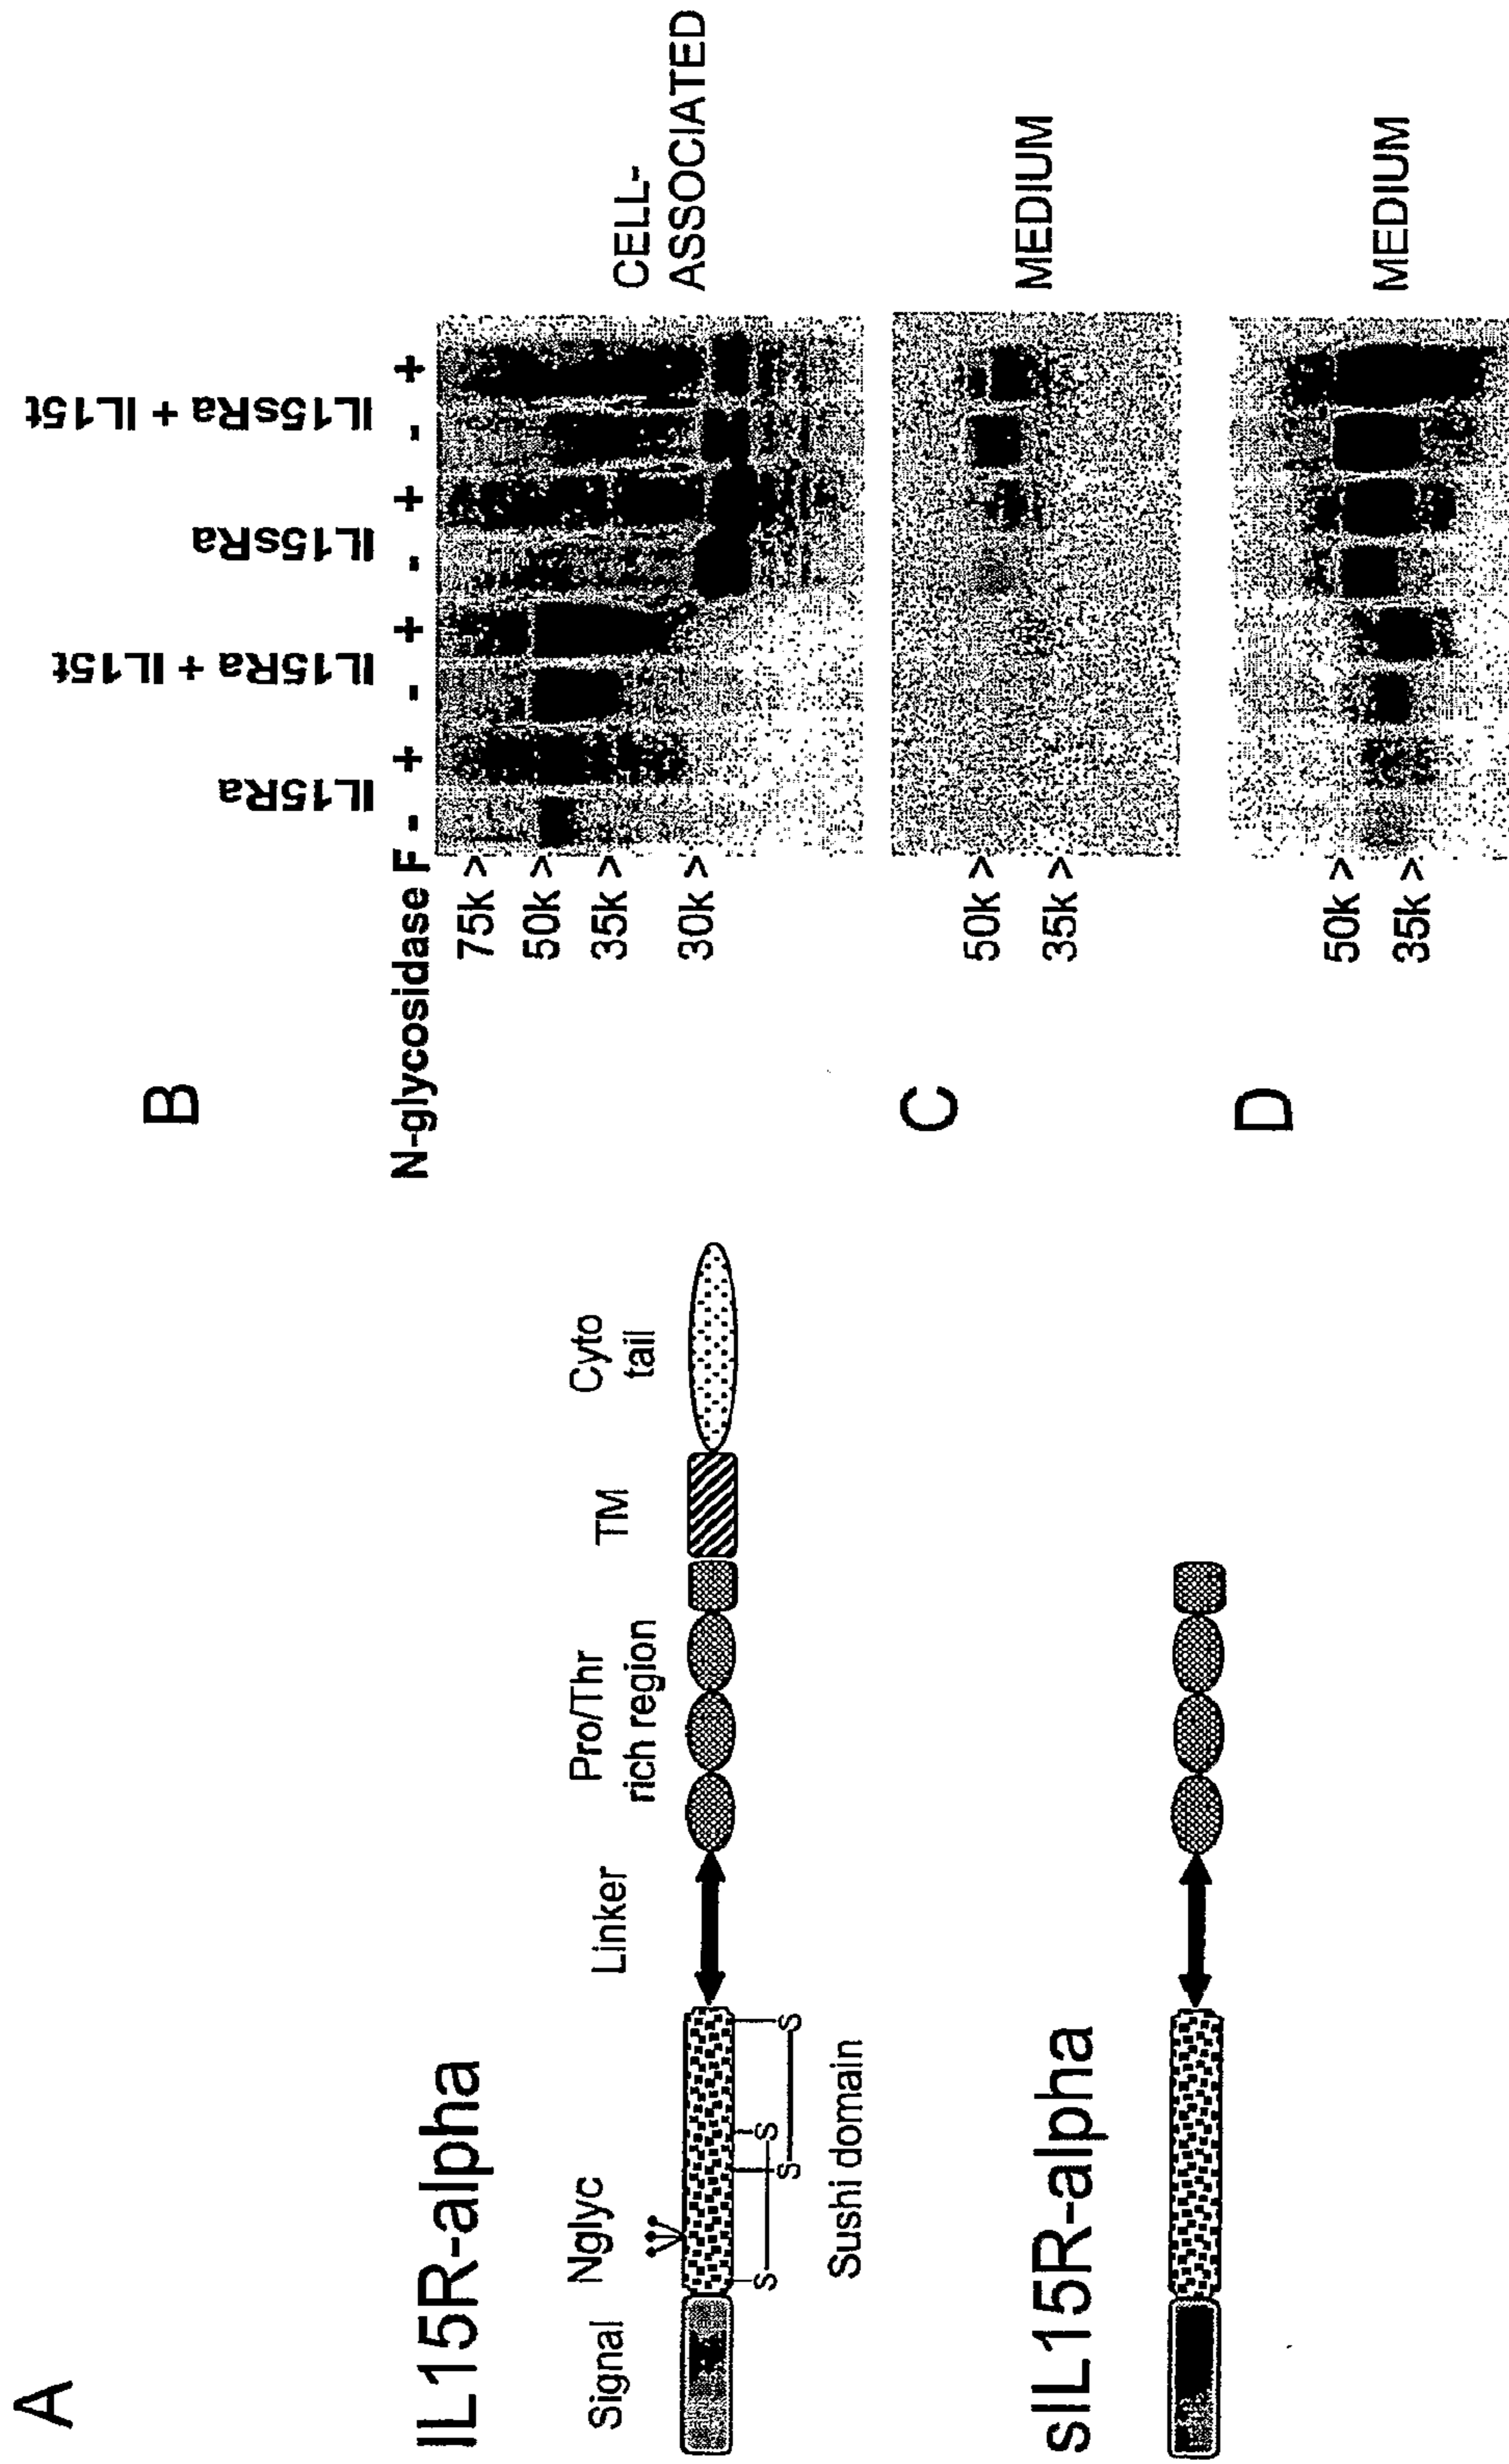 A
IL15R-alpha
Signal
Nglyc
Linker
Pro/Thr
rich region
TM
Cyto
tail
S
S
S
S
Sushi domain
sIL15R-alpha
B
IL15Ra
IL15Ra + IL15t
IL15sRa
IL15sRa + IL15t
N-glycosidase F - + - + - + - +
75k >
50k >
35k >
30k >
CELL-
ASSOCIATED
C
50k >
35k >
MEDIUM
D
50k >
35k >
MEDIUM